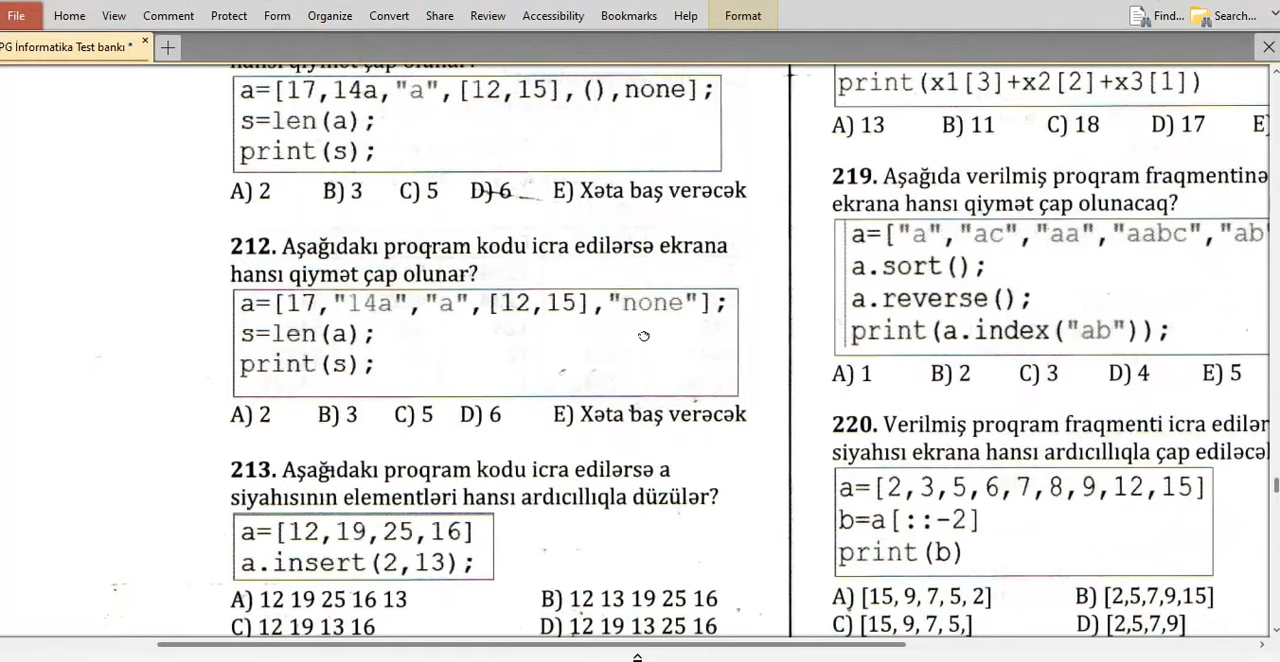 File Home View Comment Protect Form Organize Convert Share Review Accessibility Bookmarks Help Format Find... Search...
PG İnformatika Test bankı *
hansı qiymət çap olunar?
a=[17,14a,"a",[12,15],(),none];
s=len(a);
print(s);
A) 2 B) 3 C) 5 D) 6 E) Xəta baş verəcək
212. Aşağıdakı proqram kodu icra edilərsə ekrana
hansı qiymət çap olunar?
a=[17,"14a","a",[12,15],"none"];
s=len(a);
print(s);
A) 2 B) 3 C) 5 D) 6 E) Xəta baş verəcək
213. Aşağıdakı proqram kodu icra edilərsə a
siyahısının elementləri hansı ardıcıllıqla düzülər?
a=[12,19,25,16]
a.insert(2,13);
A) 12 19 25 16 13 B) 12 13 19 25 16
C) 12 19 13 16 D) 12 19 13 25 16
print(x1[3]+x2[2]+x3[1])
A) 13 B) 11 C) 18 D) 17 E)
219. Aşağıda verilmiş proqram fraqmentinə
ekrana hansı qiymət çap olunacaq?
a=["a","ac","aa","aabc","ab"
a.sort();
a.reverse();
print(a.index("ab"));
A) 1 B) 2 C) 3 D) 4 E) 5
220. Verilmiş proqram fraqmenti icra edilər
siyahısı ekrana hansı ardıcıllıqla çap ediləcə
a=[2,3,5,6,7,8,9,12,15]
b=a[::-2]
print(b)
A) [15, 9, 7, 5, 2] B) [2,5,7,9,15]
C) [15, 9, 7, 5,] D) [2,5,7,9]